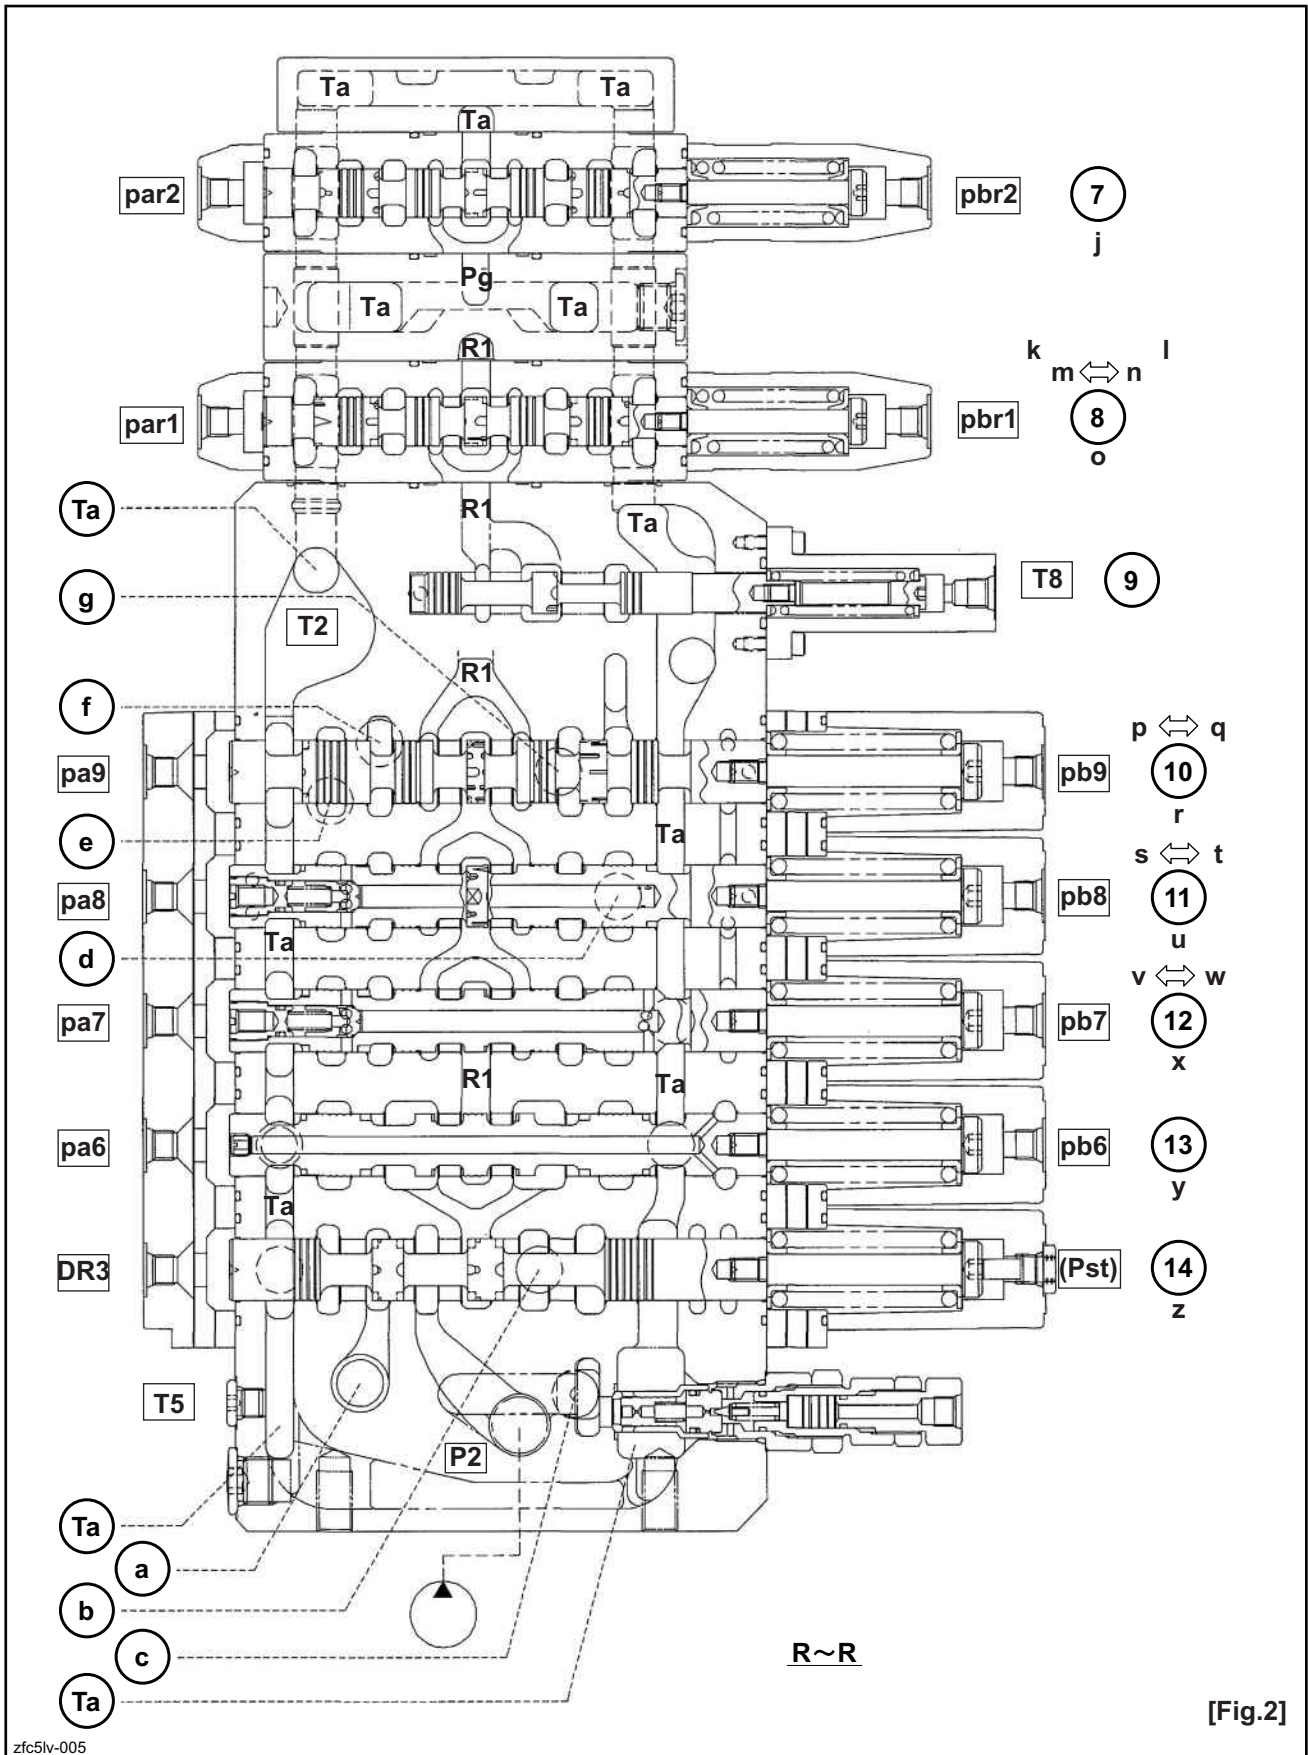 Ta Ta
Ta
par2 pbr2 7
j
Pg
Ta Ta
R1
k l
m ⇔ n
par1 pbr1 8
o
Ta R1 Ta
T8 9
g
T2
R1
f
p ⇔ q
pa9 pb9 10
r
e Ta
s ⇔ t
pa8 pb8 11
u
Ta
d
v ⇔ w
pa7 pb7 12
x
R1 Ta
pa6 pb6 13
y
Ta
DR3 (Pst) 14
z
T5
P2
Ta
a
b
c
R~R
Ta
[Fig.2]
zfc5lv-005